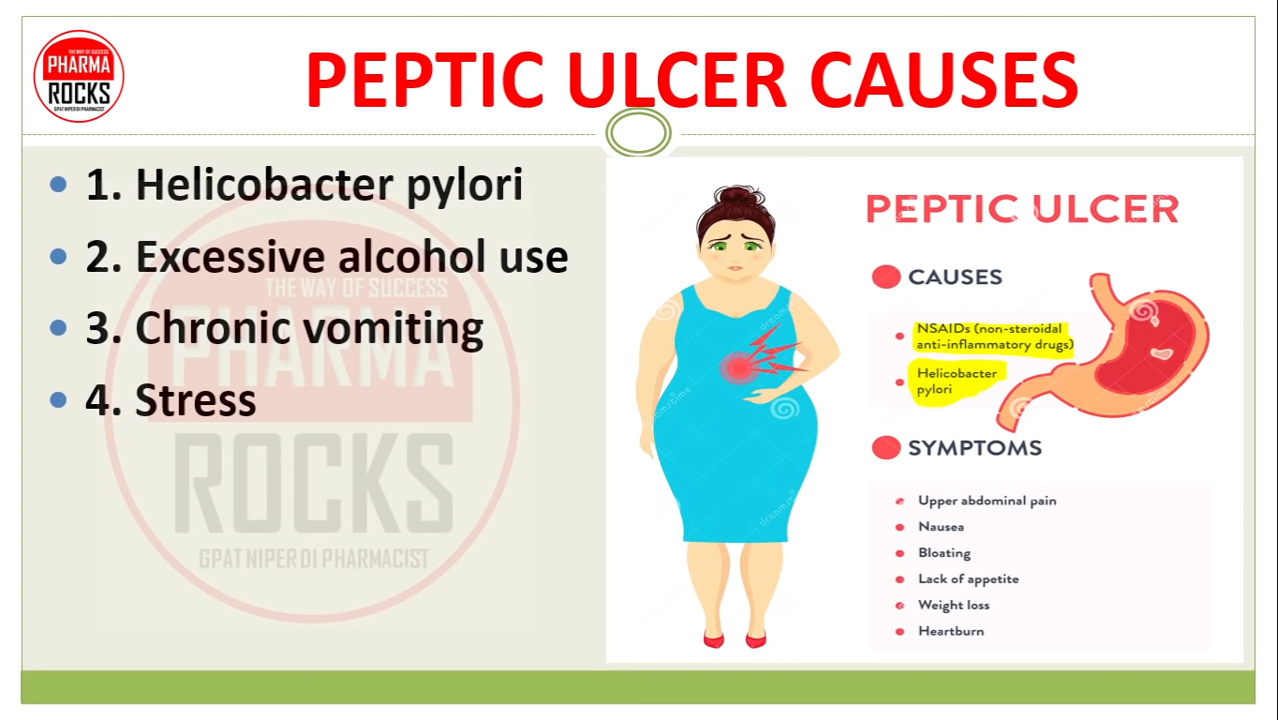 THE WAY OF SUCCESS
PHARMA
ROCKS
GPAT NIPER DI PHARMACIST
PEPTIC ULCER CAUSES
• 1. Helicobacter pylori
• 2. Excessive alcohol use
• 3. Chronic vomiting
• 4. Stress
THE WAY OF SUCCESS
PHARMA
ROCKS
GPAT NIPER DI PHARMACIST
PEPTIC ULCER
CAUSES
NSAIDs (non-steroidal
anti-inflammatory drugs)
Helicobacter
pylori
SYMPTOMS
Upper abdominal pain
Nausea
Bloating
Lack of appetite
Weight loss
Heartburn